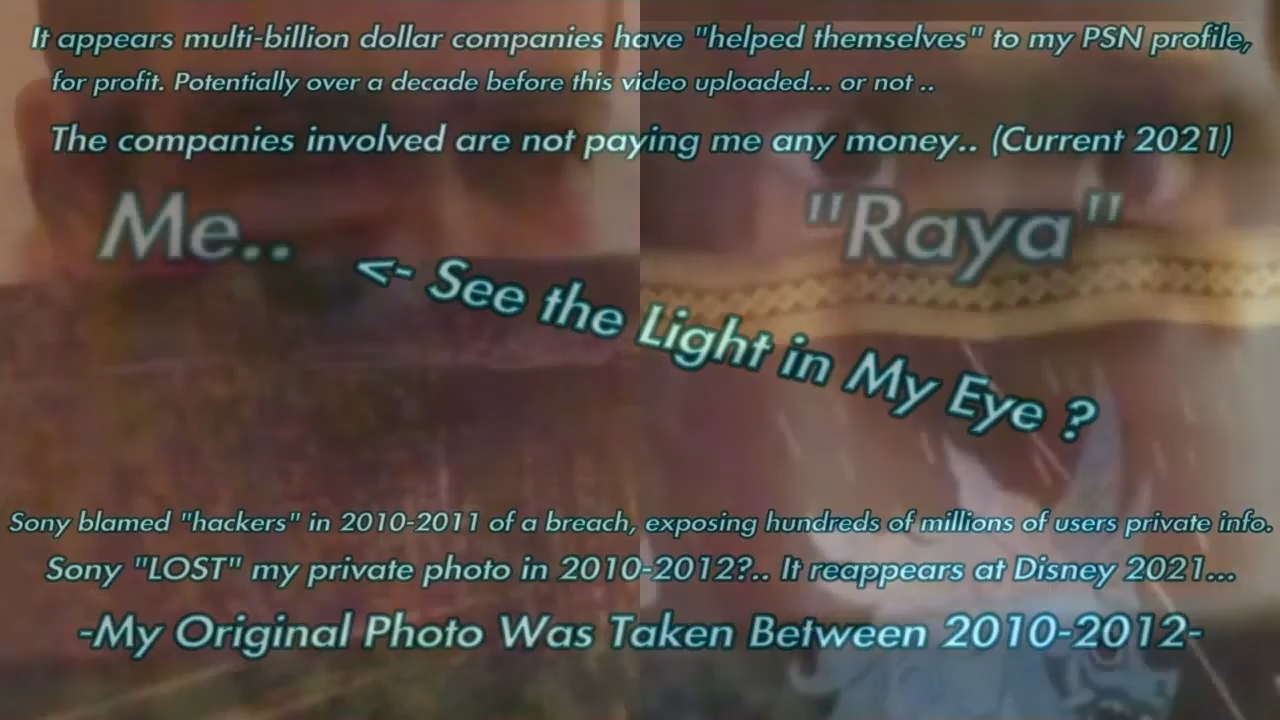 It appears multi-billion dollar companies have "helped themselves" to my PSN profile,
for profit. Potentially over a decade before this video uploaded... or not ..
The companies involved are not paying me any money.. (Current 2021)
Me..
"Raya"
<- See the Light in My Eye ?
Sony blamed "hackers" in 2010-2011 of a breach, exposing hundreds of millions of users private info.
Sony "LOST" my private photo in 2010-2012?.. It reappears at Disney 2021...
-My Original Photo Was Taken Between 2010-2012-